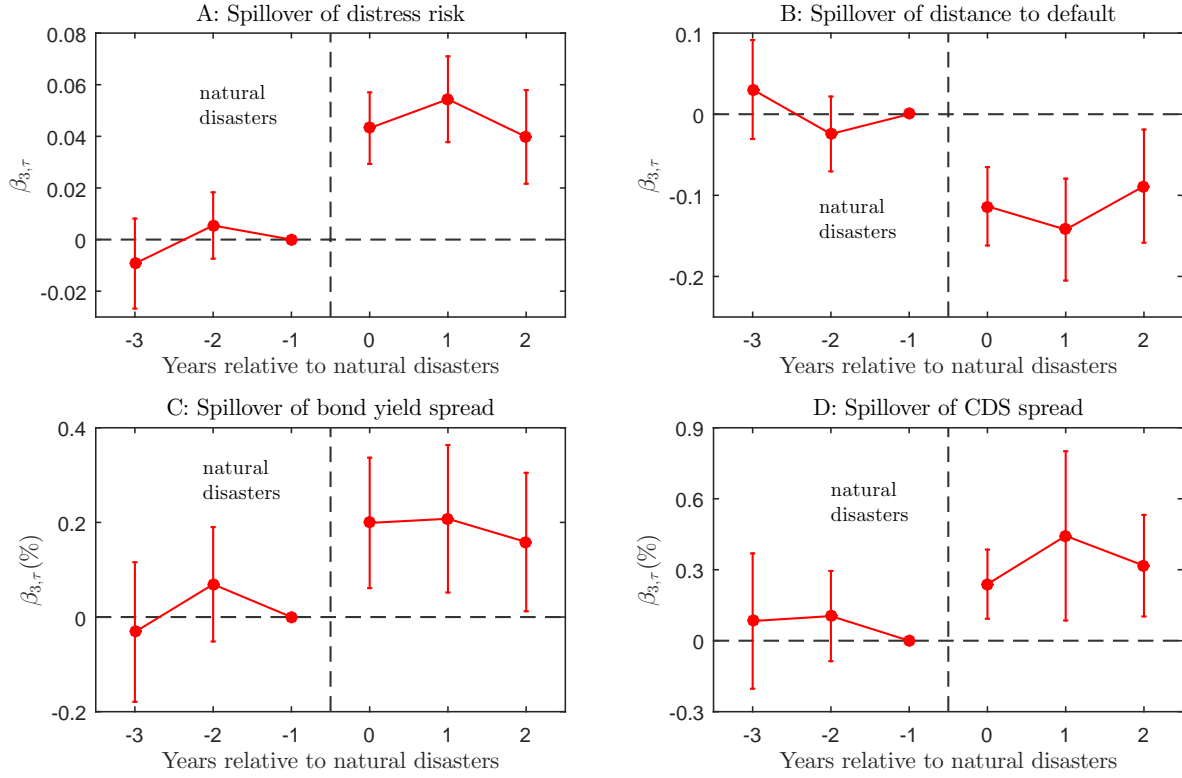 A: Spillover of distress risk
0.08
0.06
0.04
0.02
0
-0.02
β3,τ
natural
disasters
-3 -2 -1 0 1 2
Years relative to natural disasters
B: Spillover of distance to default
0.1
0
-0.1
-0.2
β3,τ
natural
disasters
-3 -2 -1 0 1 2
Years relative to natural disasters
C: Spillover of bond yield spread
0.4
0.2
0
-0.2
β3,τ(%)
natural
disasters
-3 -2 -1 0 1 2
Years relative to natural disasters
D: Spillover of CDS spread
0.9
0.6
0.3
0
-0.3
β3,τ(%)
natural
disasters
-3 -2 -1 0 1 2
Years relative to natural disasters